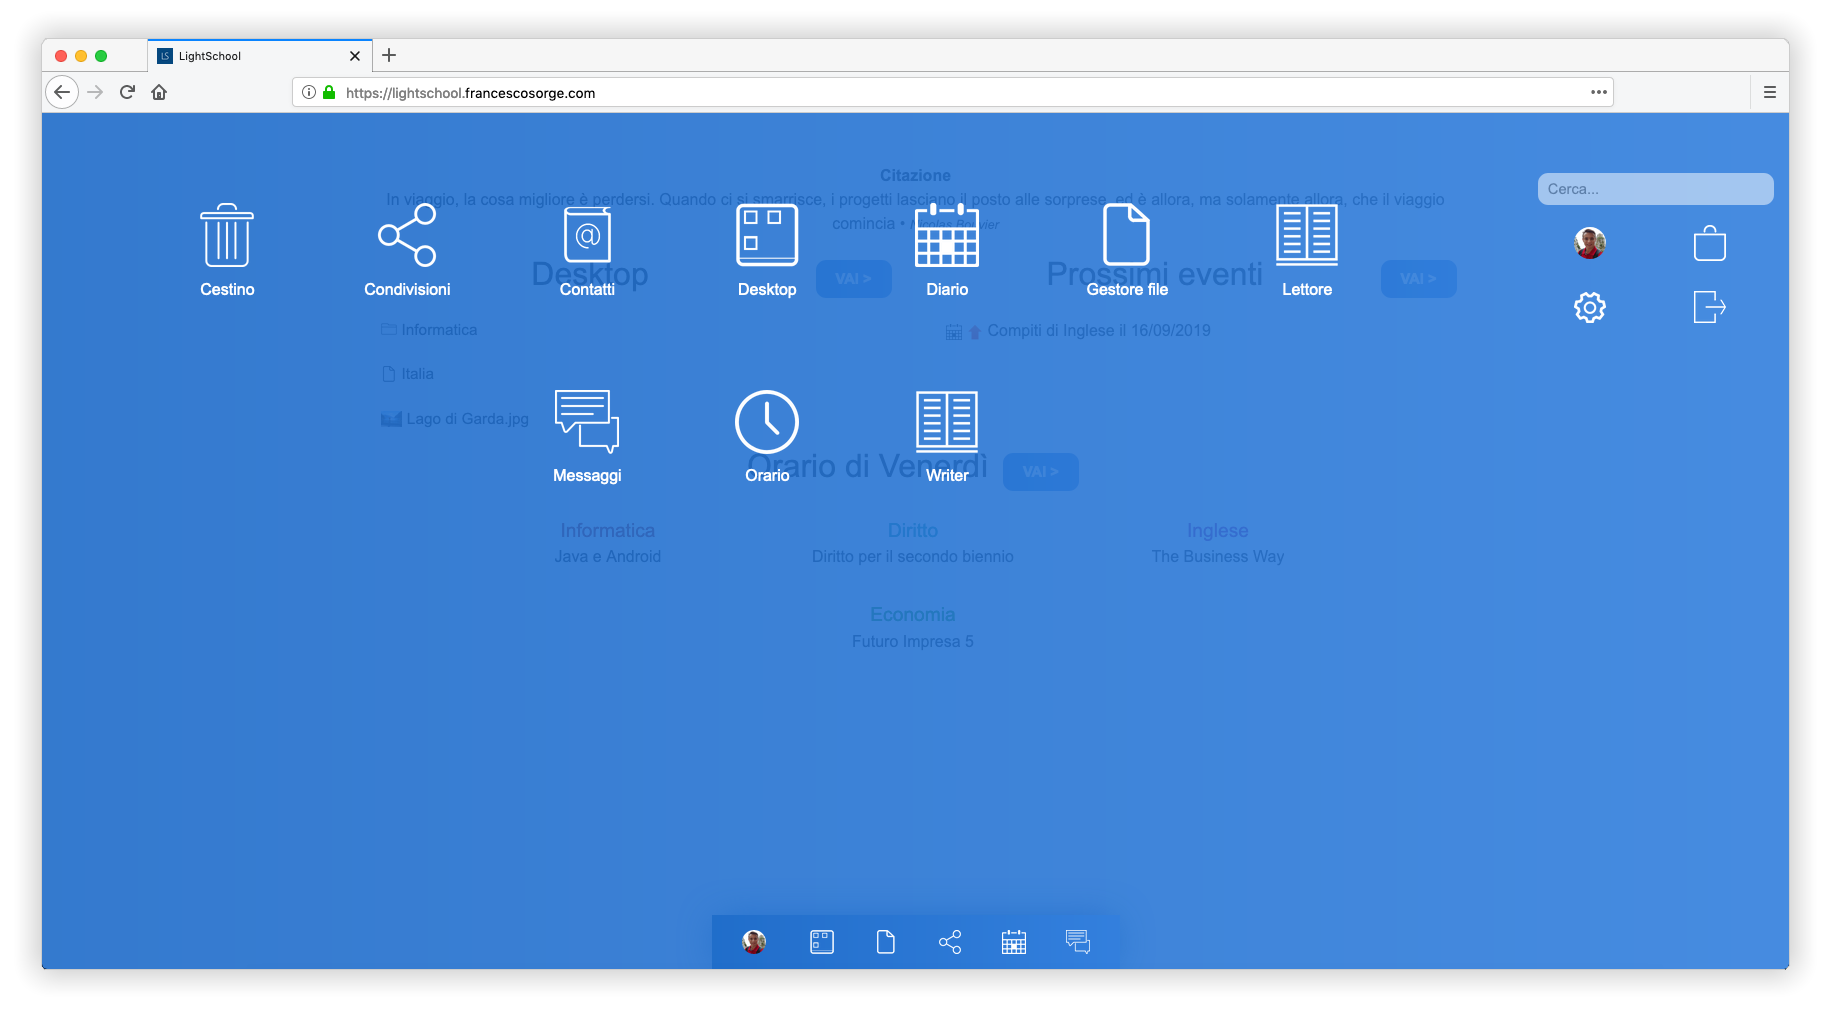 LS LightSchool
https://lightschool.francescosorge.com
Citazione
In viaggio, la cosa migliore è perdersi. Quando ci si smarrisce, i progetti lasciano il posto alle sorprese, ed è allora, ma solamente allora, che il viaggio
comincia • Nicolas Bouvier
Cerca...
Cestino
Condivisioni
Contatti
Desktop
Diario
Gestore file
Lettore
Desktop
VAI >
Prossimi eventi
VAI >
Informatica
Compiti di Inglese il 16/09/2019
Italia
Lago di Garda.jpg
Messaggi
Orario
Writer
Orario di Venerdì
VAI >
Informatica
Diritto
Inglese
Java e Android
Diritto per il secondo biennio
The Business Way
Economia
Futuro Impresa 5